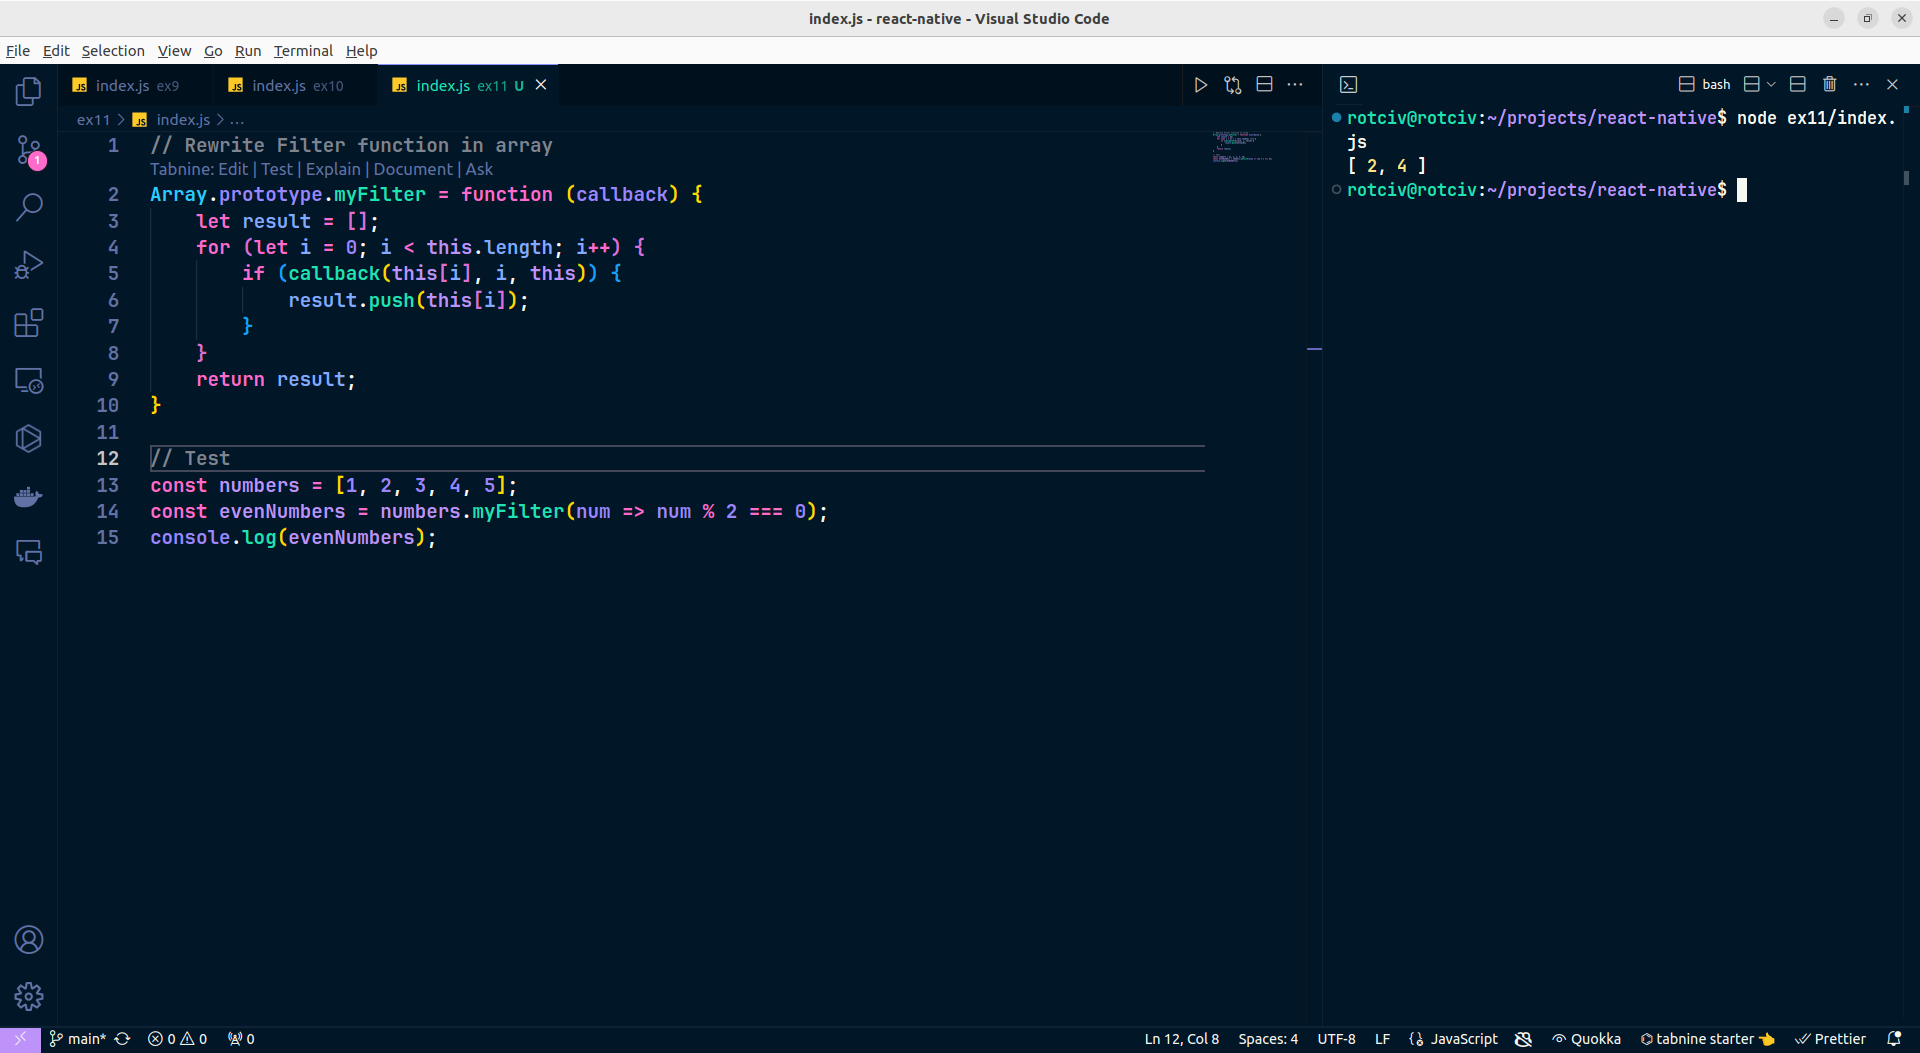 index.js - react-native - Visual Studio Code
File Edit Selection View Go Run Terminal Help
index.js ex9 index.js ex10 index.js ex11 U
bash
ex11 > index.js > ...
1 // Rewrite Filter function in array
Tabnine: Edit | Test | Explain | Document | Ask
2 Array.prototype.myFilter = function (callback) {
3 let result = [];
4 for (let i = 0; i < this.length; i++) {
5 if (callback(this[i], i, this)) {
6 result.push(this[i]);
7 }
8 }
9 return result;
10 }
11
12 // Test
13 const numbers = [1, 2, 3, 4, 5];
14 const evenNumbers = numbers.myFilter(num => num % 2 === 0);
15 console.log(evenNumbers);
rotciv@rotciv:~/projects/react-native$ node ex11/index.
js
[ 2, 4 ]
rotciv@rotciv:~/projects/react-native$
1
main* 0 0 0 Ln 12, Col 8 Spaces: 4 UTF-8 LF {} JavaScript Quokka tabnine starter Prettier